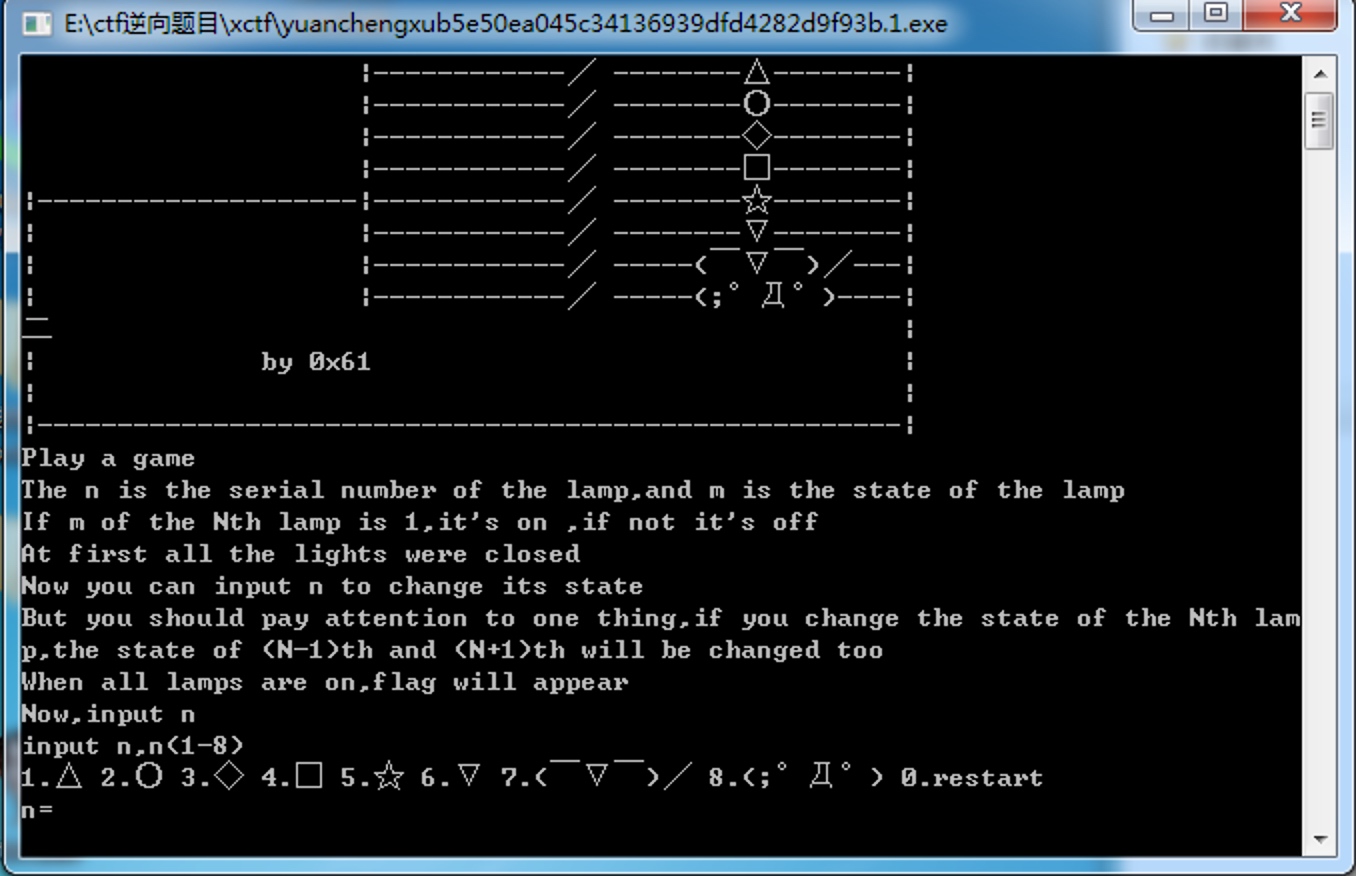 E:\ctf逆向题目\xctf\yuanchengxub5e50ea045c34136939dfd4282d9f93b.1.exe
¦------------／ ---------△--------¦
¦------------／ ---------○--------¦
¦------------／ ---------◇--------¦
¦------------／ ---------□--------¦
¦--------------------¦------------／ ---------☆--------¦
¦ ¦------------／ ---------▽--------¦
¦ ¦------------／ -----(￣▽￣)／---¦
¦ ¦------------／ -----(;° Д° )----¦
二 ¦
¦ by 0x61 ¦
¦ ¦
¦------------------------------------------------------¦
Play a game
The n is the serial number of the lamp,and m is the state of the lamp
If m of the Nth lamp is 1,it's on ,if not it's off
At first all the lights were closed
Now you can input n to change its state
But you should pay attention to one thing,if you change the state of the Nth lam
p,the state of (N-1)th and (N+1)th will be changed too
When all lamps are on,flag will appear
Now,input n
input n,n(1-8)
1.△ 2.○ 3.◇ 4.□ 5.☆ 6.▽ 7.(￣▽￣)／ 8.(;° Д° ) 0.restart
n=